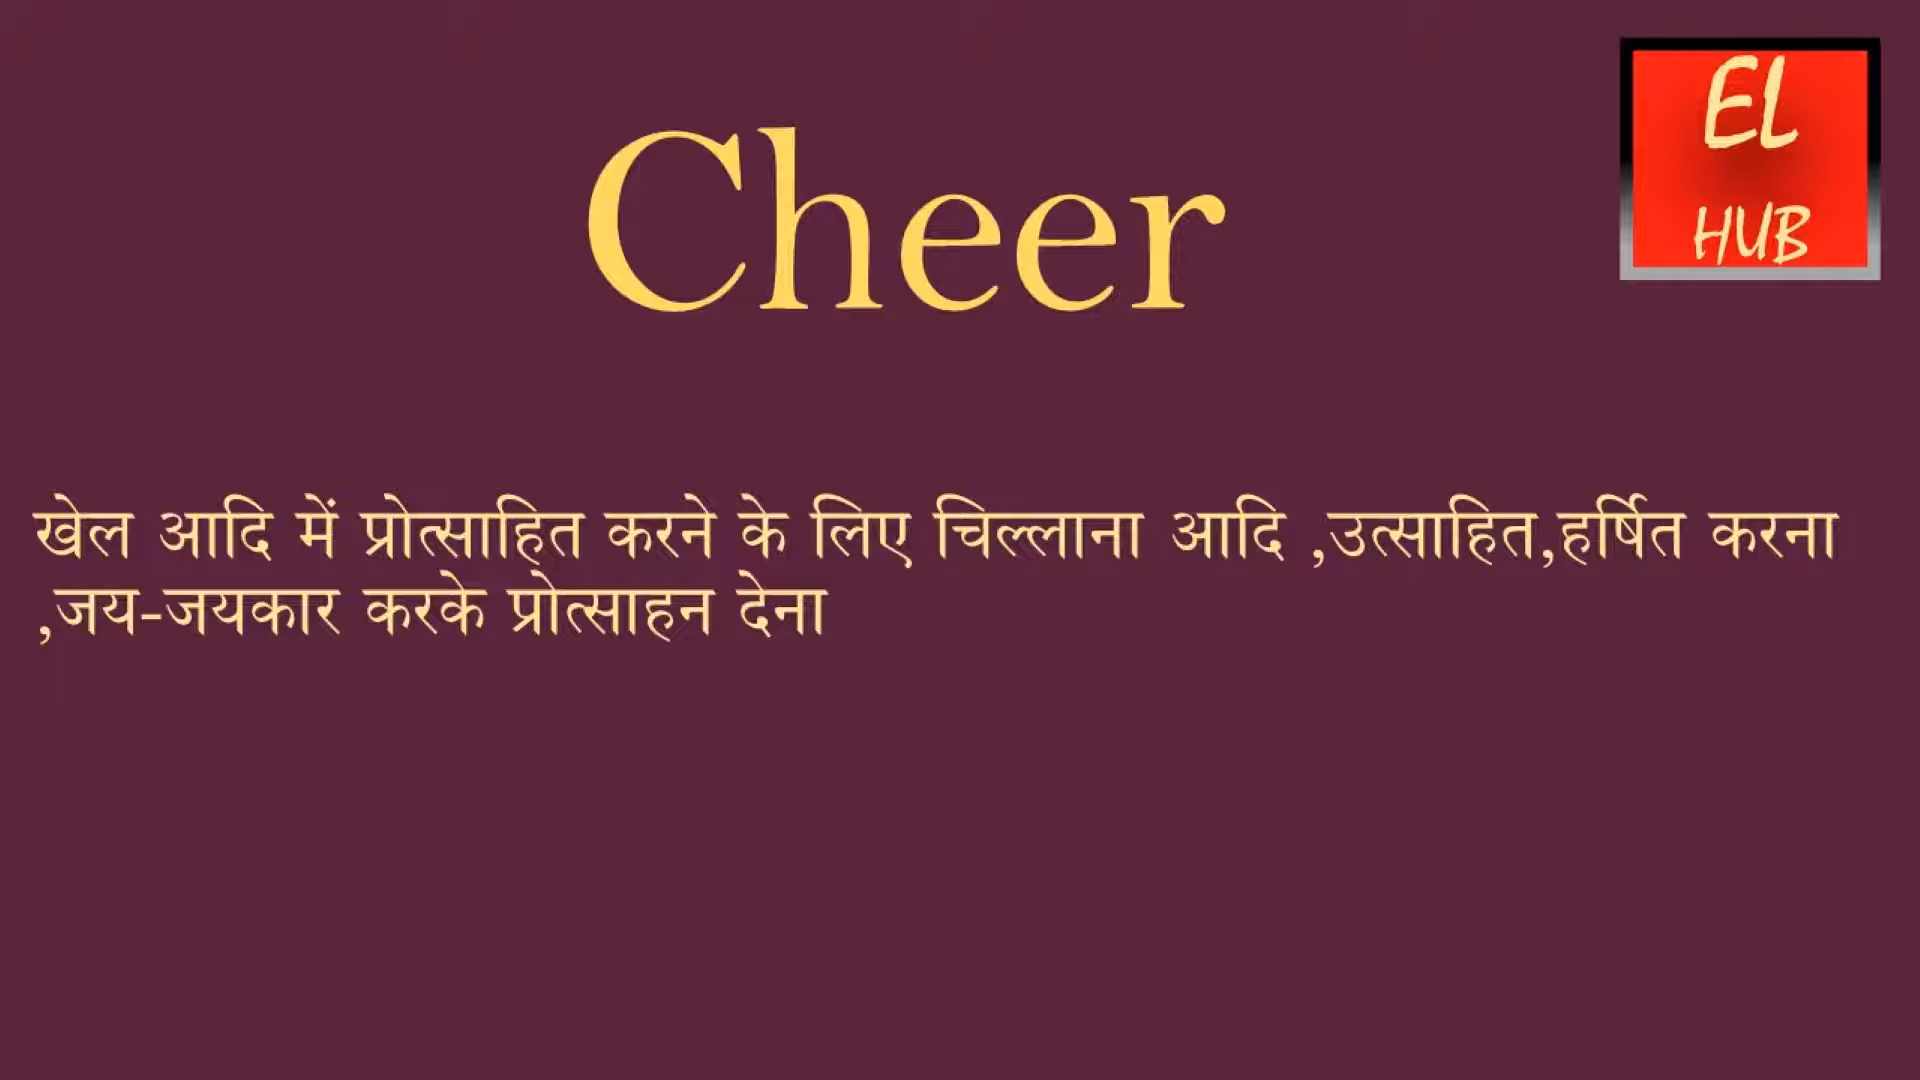 Cheer
EL
HUB
खेल आदि में प्रोत्साहित करने के लिए चिल्लाना आदि ,उत्साहित,हर्षित करना
,जय-जयकार करके प्रोत्साहन देना